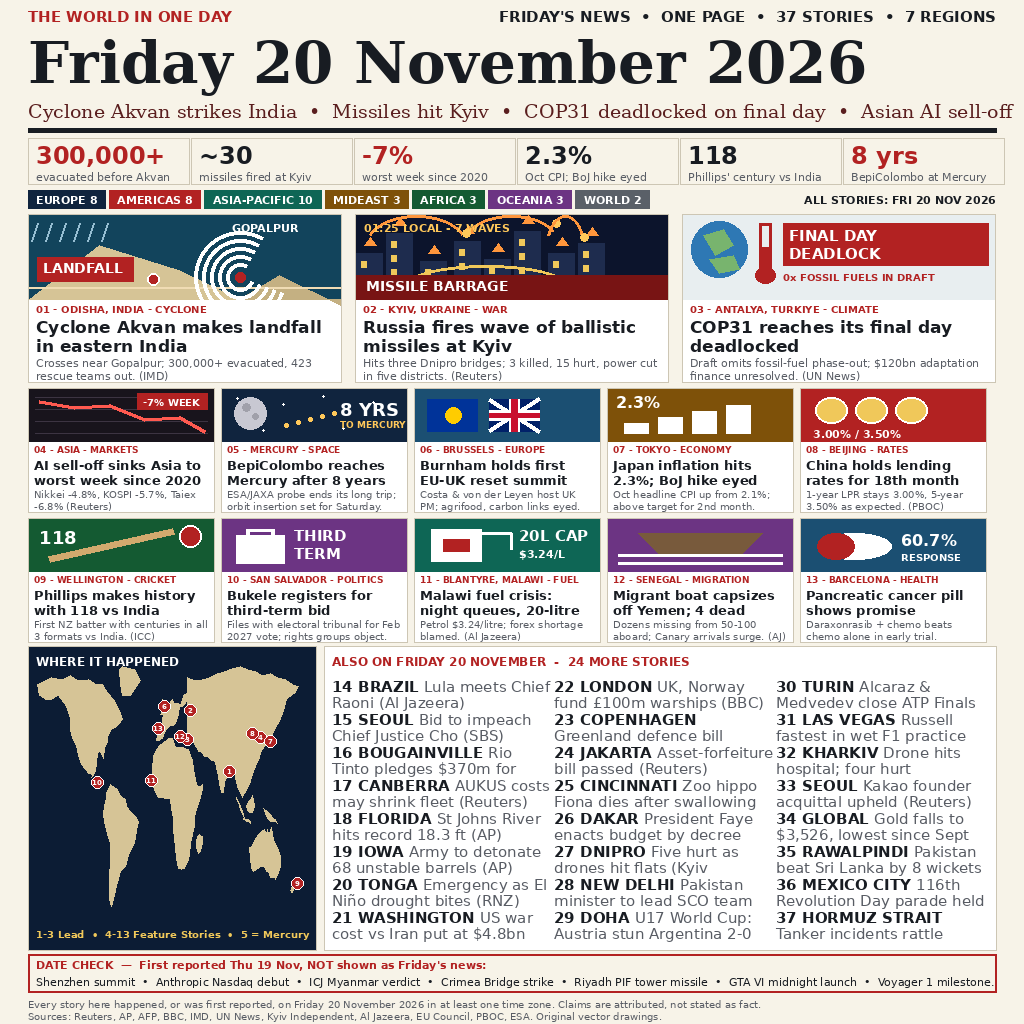 THE WORLD IN ONE DAY
FRIDAY'S NEWS • ONE PAGE • 37 STORIES • 7 REGIONS
Friday 20 November 2026
Cyclone Akvan strikes India • Missiles hit Kyiv • COP31 deadlocked on final day • Asian AI sell-off
300,000+
evacuated before Akvan
~30
missiles fired at Kyiv
-7%
worst week since 2020
2.3%
Oct CPI; BoJ hike eyed
118
Phillips' century vs India
8 yrs
BepiColombo at Mercury
EUROPE 8
AMERICAS 8
ASIA-PACIFIC 10
MIDEAST 3
AFRICA 3
OCEANIA 3
WORLD 2
ALL STORIES: FRI 20 NOV 2026
GOPALPUR
LANDFALL
01 - ODISHA, INDIA - CYCLONE
Cyclone Akvan makes landfall
in eastern India
Crosses near Gopalpur; 300,000+ evacuated, 423
rescue teams out. (IMD)
01:25 LOCAL - 7 WAVES
MISSILE BARRAGE
02 - KYIV, UKRAINE - WAR
Russia fires wave of ballistic
missiles at Kyiv
Hits three Dnipro bridges; 3 killed, 15 hurt, power cut
in five districts. (Reuters)
FINAL DAY
DEADLOCK
0x FOSSIL FUELS IN DRAFT
03 - ANTALYA, TURKIYE - CLIMATE
COP31 reaches its final day
deadlocked
Draft omits fossil-fuel phase-out; $120bn adaptation
finance unresolved. (UN News)
-7% WEEK
04 - ASIA - MARKETS
AI sell-off sinks Asia to
worst week since 2020
Nikkei -4.8%, KOSPI -5.7%, Taiex
-6.8% (Reuters)
8 YRS
TO MERCURY
05 - MERCURY - SPACE
BepiColombo reaches
Mercury after 8 years
ESA/JAXA probe ends its long trip;
orbit insertion set for Saturday.
06 - BRUSSELS - EUROPE
Burnham holds first
EU-UK reset summit
Costa & von der Leyen host UK
PM; agrifood, carbon links eyed.
2.3%
07 - TOKYO - ECONOMY
Japan inflation hits
2.3%; BoJ hike eyed
Oct headline CPI up from 2.1%;
above target for 2nd month.
3.00% / 3.50%
08 - BEIJING - RATES
China holds lending
rates for 18th month
1-year LPR stays 3.00%, 5-year
3.50% as expected. (PBOC)
118
09 - WELLINGTON - CRICKET
Phillips makes history
with 118 vs India
First NZ batter with centuries in all
3 formats vs India. (ICC)
THIRD
TERM
10 - SAN SALVADOR - POLITICS
Bukele registers for
third-term bid
Files with electoral tribunal for Feb
2027 vote; rights groups object.
20L CAP
$3.24/L
11 - BLANTYRE, MALAWI - FUEL
Malawi fuel crisis:
night queues, 20-litre
Petrol $3.24/litre; forex shortage
blamed. (Al Jazeera)
12 - SENEGAL - MIGRATION
Migrant boat capsizes
off Yemen; 4 dead
Dozens missing from 50-100
aboard; Canary arrivals surge. (AJ)
60.7%
RESPONSE
13 - BARCELONA - HEALTH
Pancreatic cancer pill
shows promise
Daraxonrasib + chemo beats
chemo alone in early trial.
WHERE IT HAPPENED
6
2
13
12
8
7
1
10
11
9
1-3 Lead • 4-13 Feature Stories • 5 = Mercury
ALSO ON FRIDAY 20 NOVEMBER - 24 MORE STORIES
14 BRAZIL Lula meets Chief
Raoni (Al Jazeera)
15 SEOUL Bid to impeach
Chief Justice Cho (SBS)
16 BOUGAINVILLE Rio
Tinto pledges $370m for
17 CANBERRA AUKUS costs
may shrink fleet (Reuters)
18 FLORIDA St Johns River
hits record 18.3 ft (AP)
19 IOWA Army to detonate
68 unstable barrels (AP)
20 TONGA Emergency as El
Niño drought bites (RNZ)
21 WASHINGTON US war
cost vs Iran put at $4.8bn
22 LONDON UK, Norway
fund £100m warships (BBC)
23 COPENHAGEN
Greenland defence bill
24 JAKARTA Asset-forfeiture
bill passed (Reuters)
25 CINCINNATI Zoo hippo
Fiona dies after swallowing
26 DAKAR President Faye
enacts budget by decree
27 DNIPRO Five hurt as
drones hit flats (Kyiv
28 NEW DELHI Pakistan
minister to lead SCO team
29 DOHA U17 World Cup:
Austria stun Argentina 2-0
30 TURIN Alcaraz &
Medvedev close ATP Finals
31 LAS VEGAS Russell
fastest in wet F1 practice
32 KHARKIV Drone hits
hospital; four hurt
33 SEOUL Kakao founder
acquittal upheld (Reuters)
34 GLOBAL Gold falls to
$3,526, lowest since Sept
35 RAWALPINDI Pakistan
beat Sri Lanka by 8 wickets
36 MEXICO CITY 116th
Revolution Day parade held
37 HORMUZ STRAIT
Tanker incidents rattle
DATE CHECK — First reported Thu 19 Nov, NOT shown as Friday's news:
Shenzhen summit • Anthropic Nasdaq debut • ICJ Myanmar verdict • Crimea Bridge strike • Riyadh PIF tower missile • GTA VI midnight launch • Voyager 1 milestone.
Every story here happened, or was first reported, on Friday 20 November 2026 in at least one time zone. Claims are attributed, not stated as fact.
Sources: Reuters, AP, AFP, BBC, IMD, UN News, Kyiv Independent, Al Jazeera, EU Council, PBOC, ESA. Original vector drawings.